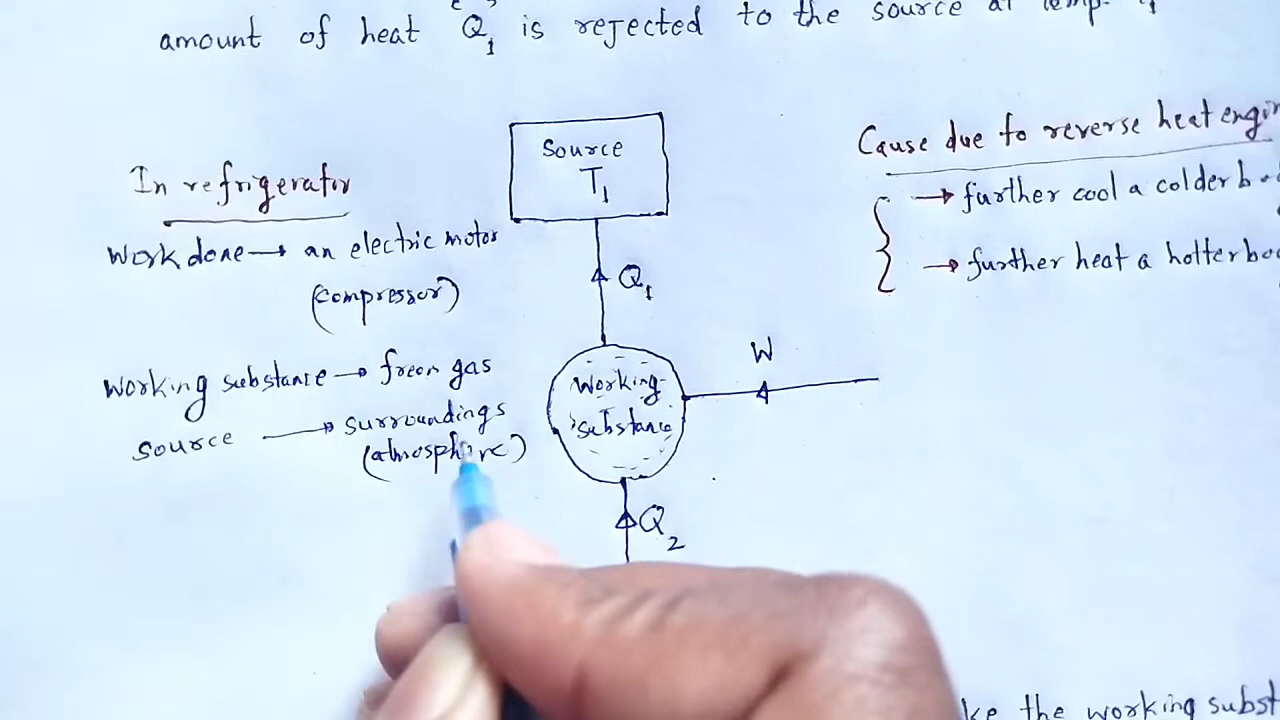 amount of heat Q1 is rejected to the source at temp. T
In refrigerator
Work done → an electric motor
(compressor)
Working substance → freon gas
source → surroundings
(atmosphere)
Source
T1
Q1
Working
substance
W
Q2
Cause due to reverse heat
→ further cool a colder
→ further heat a hotter
the working